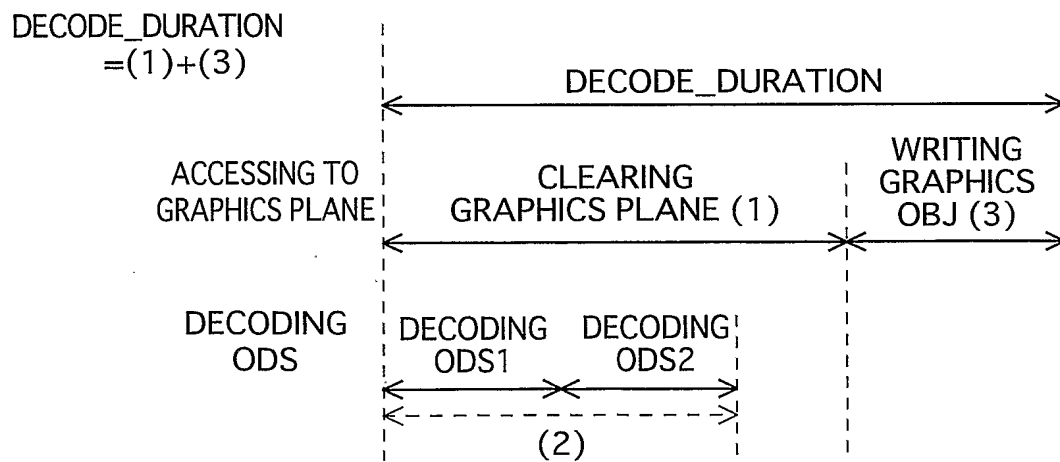 DECODE_DURATION
=(1)+(3)
DECODE_DURATION
ACCESSING TO
GRAPHICS PLANE
CLEARING
GRAPHICS PLANE (1)
WRITING
GRAPHICS
OBJ (3)
DECODING
ODS
DECODING
ODS1
DECODING
ODS2
(2)